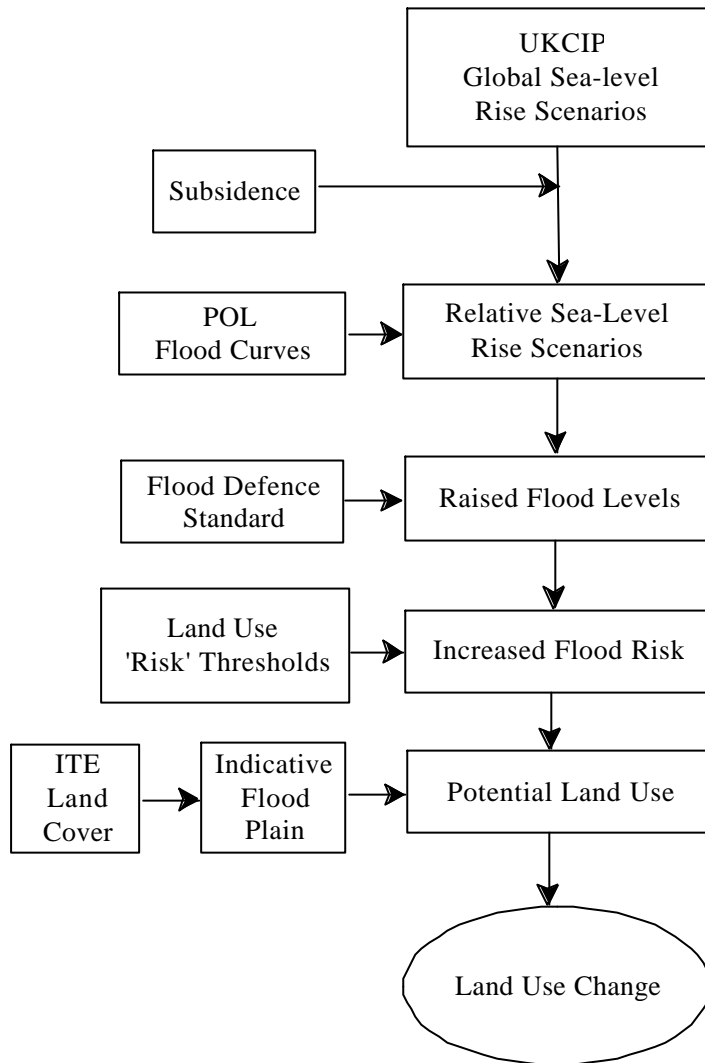 UKCIP
Global Sea-level
Rise Scenarios
Subsidence
POL
Flood Curves
Relative Sea-Level
Rise Scenarios
Flood Defence
Standard
Raised Flood Levels
Land Use
'Risk' Thresholds
Increased Flood Risk
ITE
Land
Cover
Indicative
Flood
Plain
Potential Land Use
Land Use Change